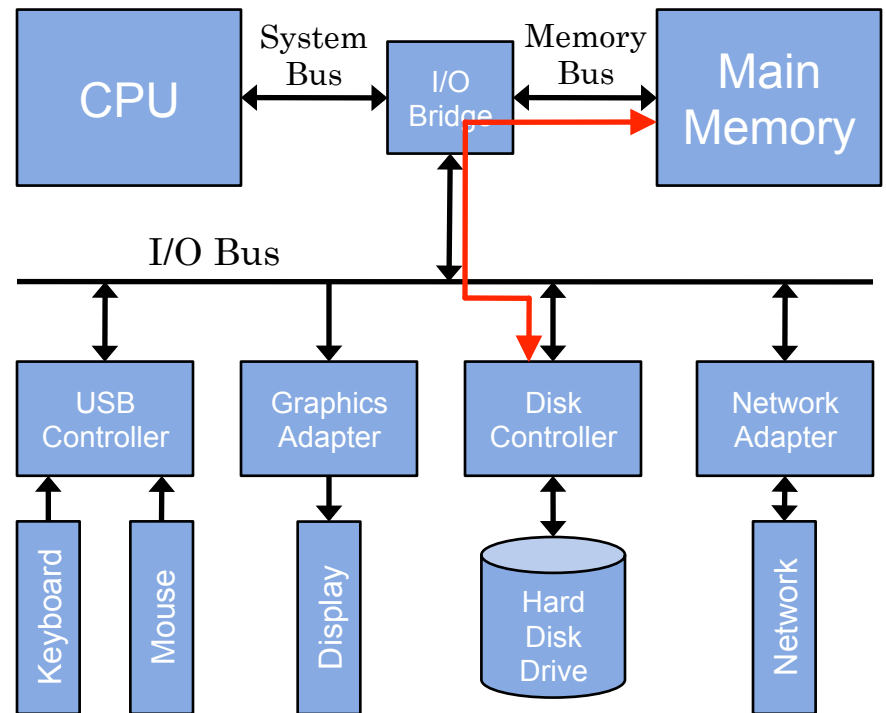 CPU
System
Bus
I/O
Bridge
Memory
Bus
Main
Memory
I/O Bus
USB
Controller
Graphics
Adapter
Disk
Controller
Network
Adapter
Keyboard
Mouse
Display
Hard
Disk
Drive
Network